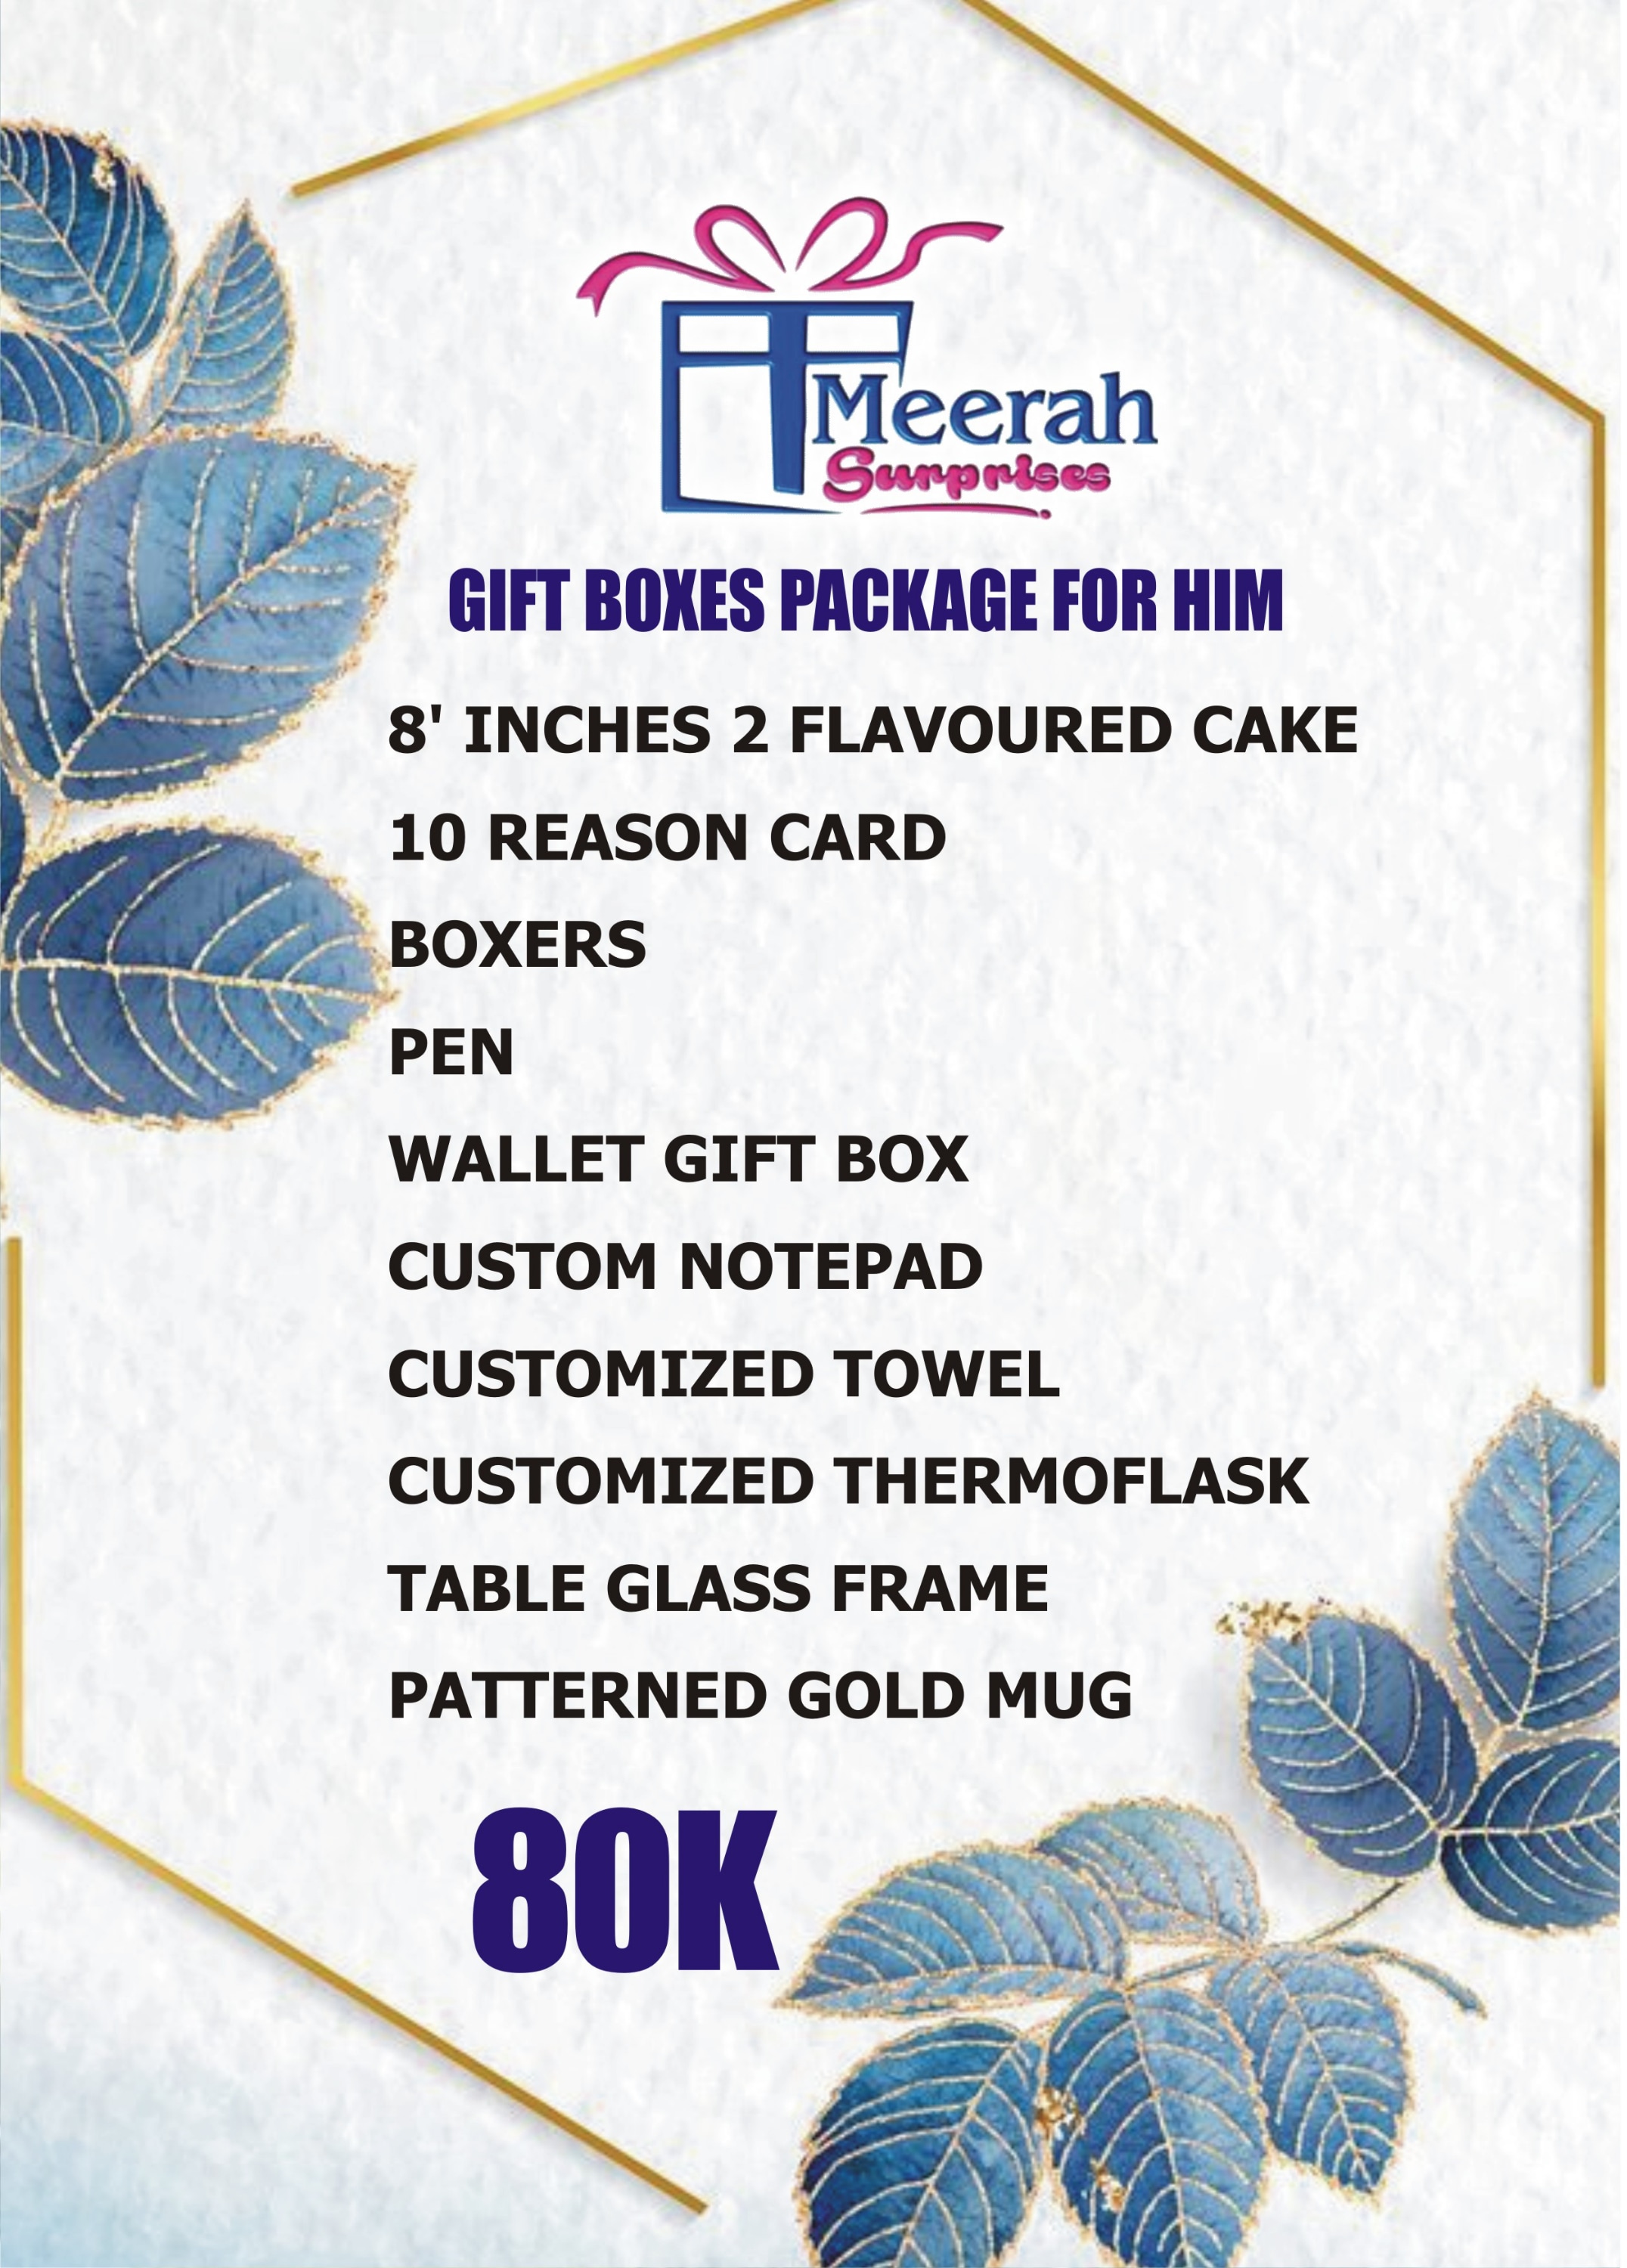 Meerah
Surprises
GIFT BOXES PACKAGE FOR HIM
8' INCHES 2 FLAVOURED CAKE
10 REASON CARD
BOXERS
PEN
WALLET GIFT BOX
CUSTOM NOTEPAD
CUSTOMIZED TOWEL
CUSTOMIZED THERMOFLASK
TABLE GLASS FRAME
PATTERNED GOLD MUG
80K